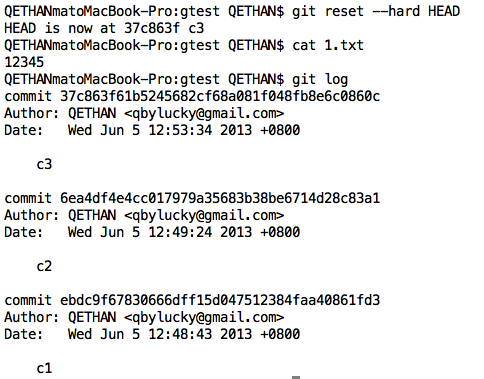 QETHANmatoMacBook-Pro:gtest QETHAN$ git reset --hard HEAD
HEAD is now at 37c863f c3
QETHANmatoMacBook-Pro:gtest QETHAN$ cat 1.txt
12345
QETHANmatoMacBook-Pro:gtest QETHAN$ git log
commit 37c863f61b5245682cf68a081f048fb8e6c0860c
Author: QETHAN <qbylucky@gmail.com>
Date:   Wed Jun 5 12:53:34 2013 +0800
    c3
commit 6ea4df4e4cc017979a35683b38be6714d28c83a1
Author: QETHAN <qbylucky@gmail.com>
Date:   Wed Jun 5 12:49:24 2013 +0800
    c2
commit ebdc9f67830666dff15d047512384faa40861fd3
Author: QETHAN <qbylucky@gmail.com>
Date:   Wed Jun 5 12:48:43 2013 +0800
    c1